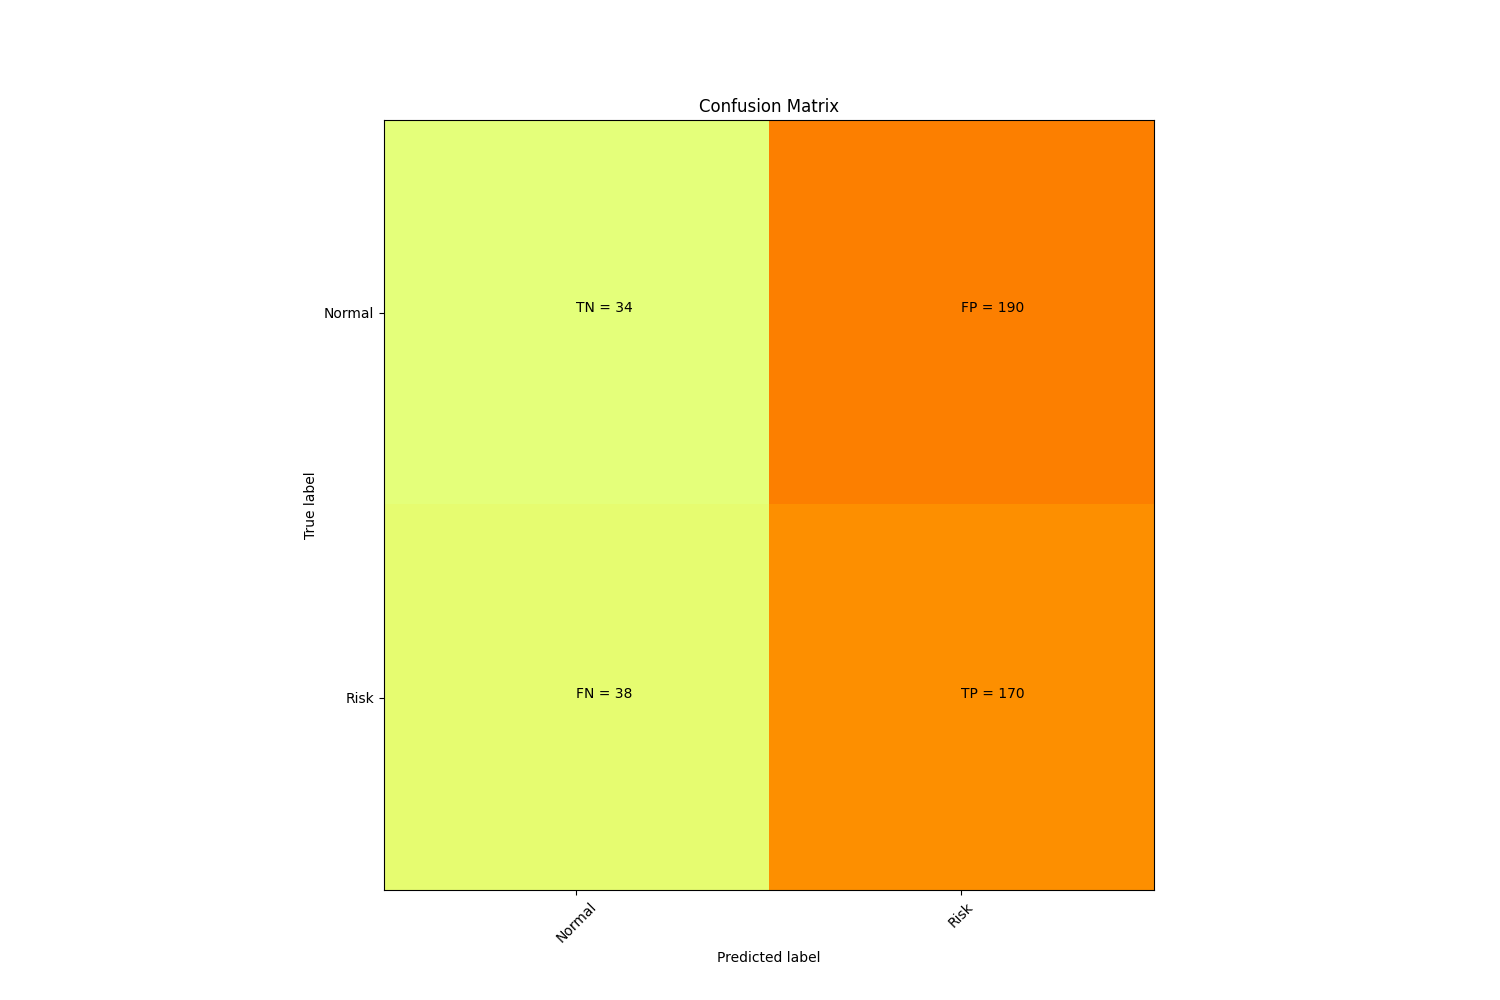 Confusion Matrix
Normal
TN = 34
FP = 190
True label
Risk
FN = 38
TP = 170
Normal
Risk
Predicted label